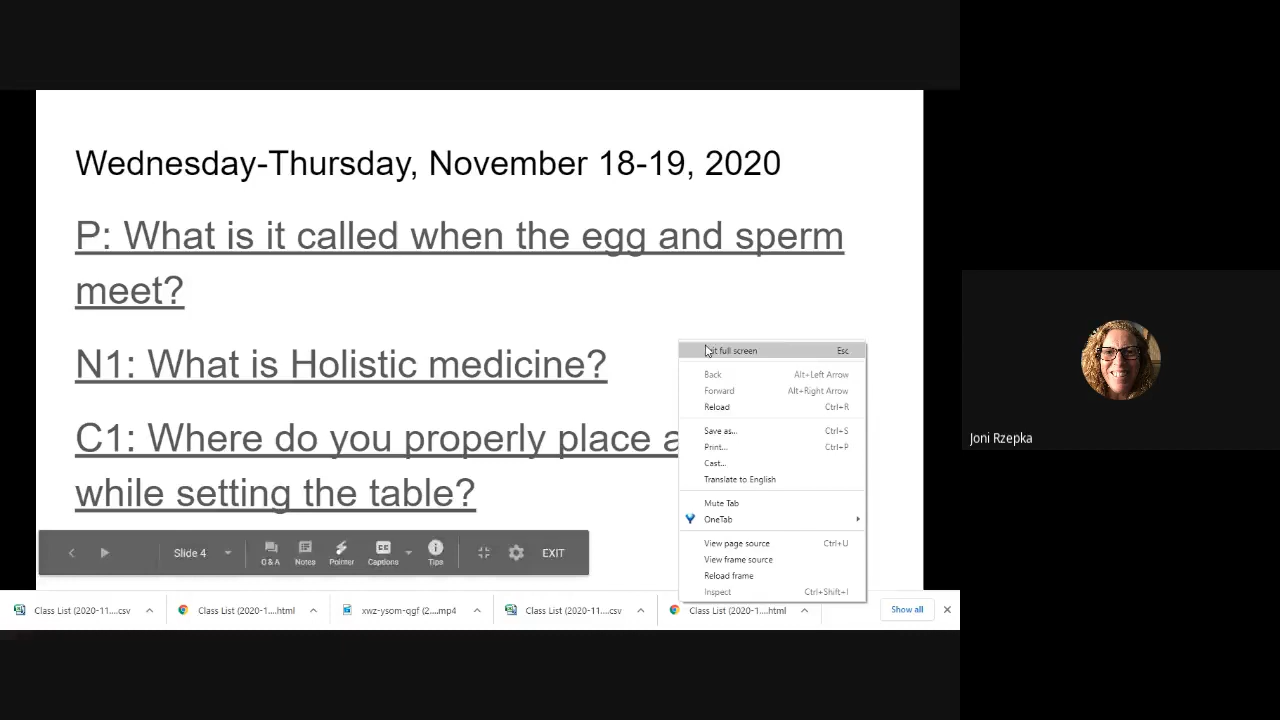 Wednesday-Thursday, November 18-19, 2020
P: What is it called when the egg and sperm
meet?
N1: What is Holistic medicine?
C1: Where do you properly place
while setting the table?
full screen Esc
Back Alt+Left Arrow
Forward Alt+Right Arrow
Reload Ctrl+R
Save as... Ctrl+S
Print... Ctrl+P
Cast...
Translate to English
Mute Tab
OneTab
View page source Ctrl+U
View frame source
Reload frame
Inspect Ctrl+Shift+I
Slide 4
Q & A
Notes
Pointer
CC
Captions
Tips
EXIT
Class List (2020-11....csv
Class List (2020-1....html
xwz-ysom-qgf (2....mp4
Class List (2020-11....csv
Class List (2020-1....html
Show all
Joni Rzepka